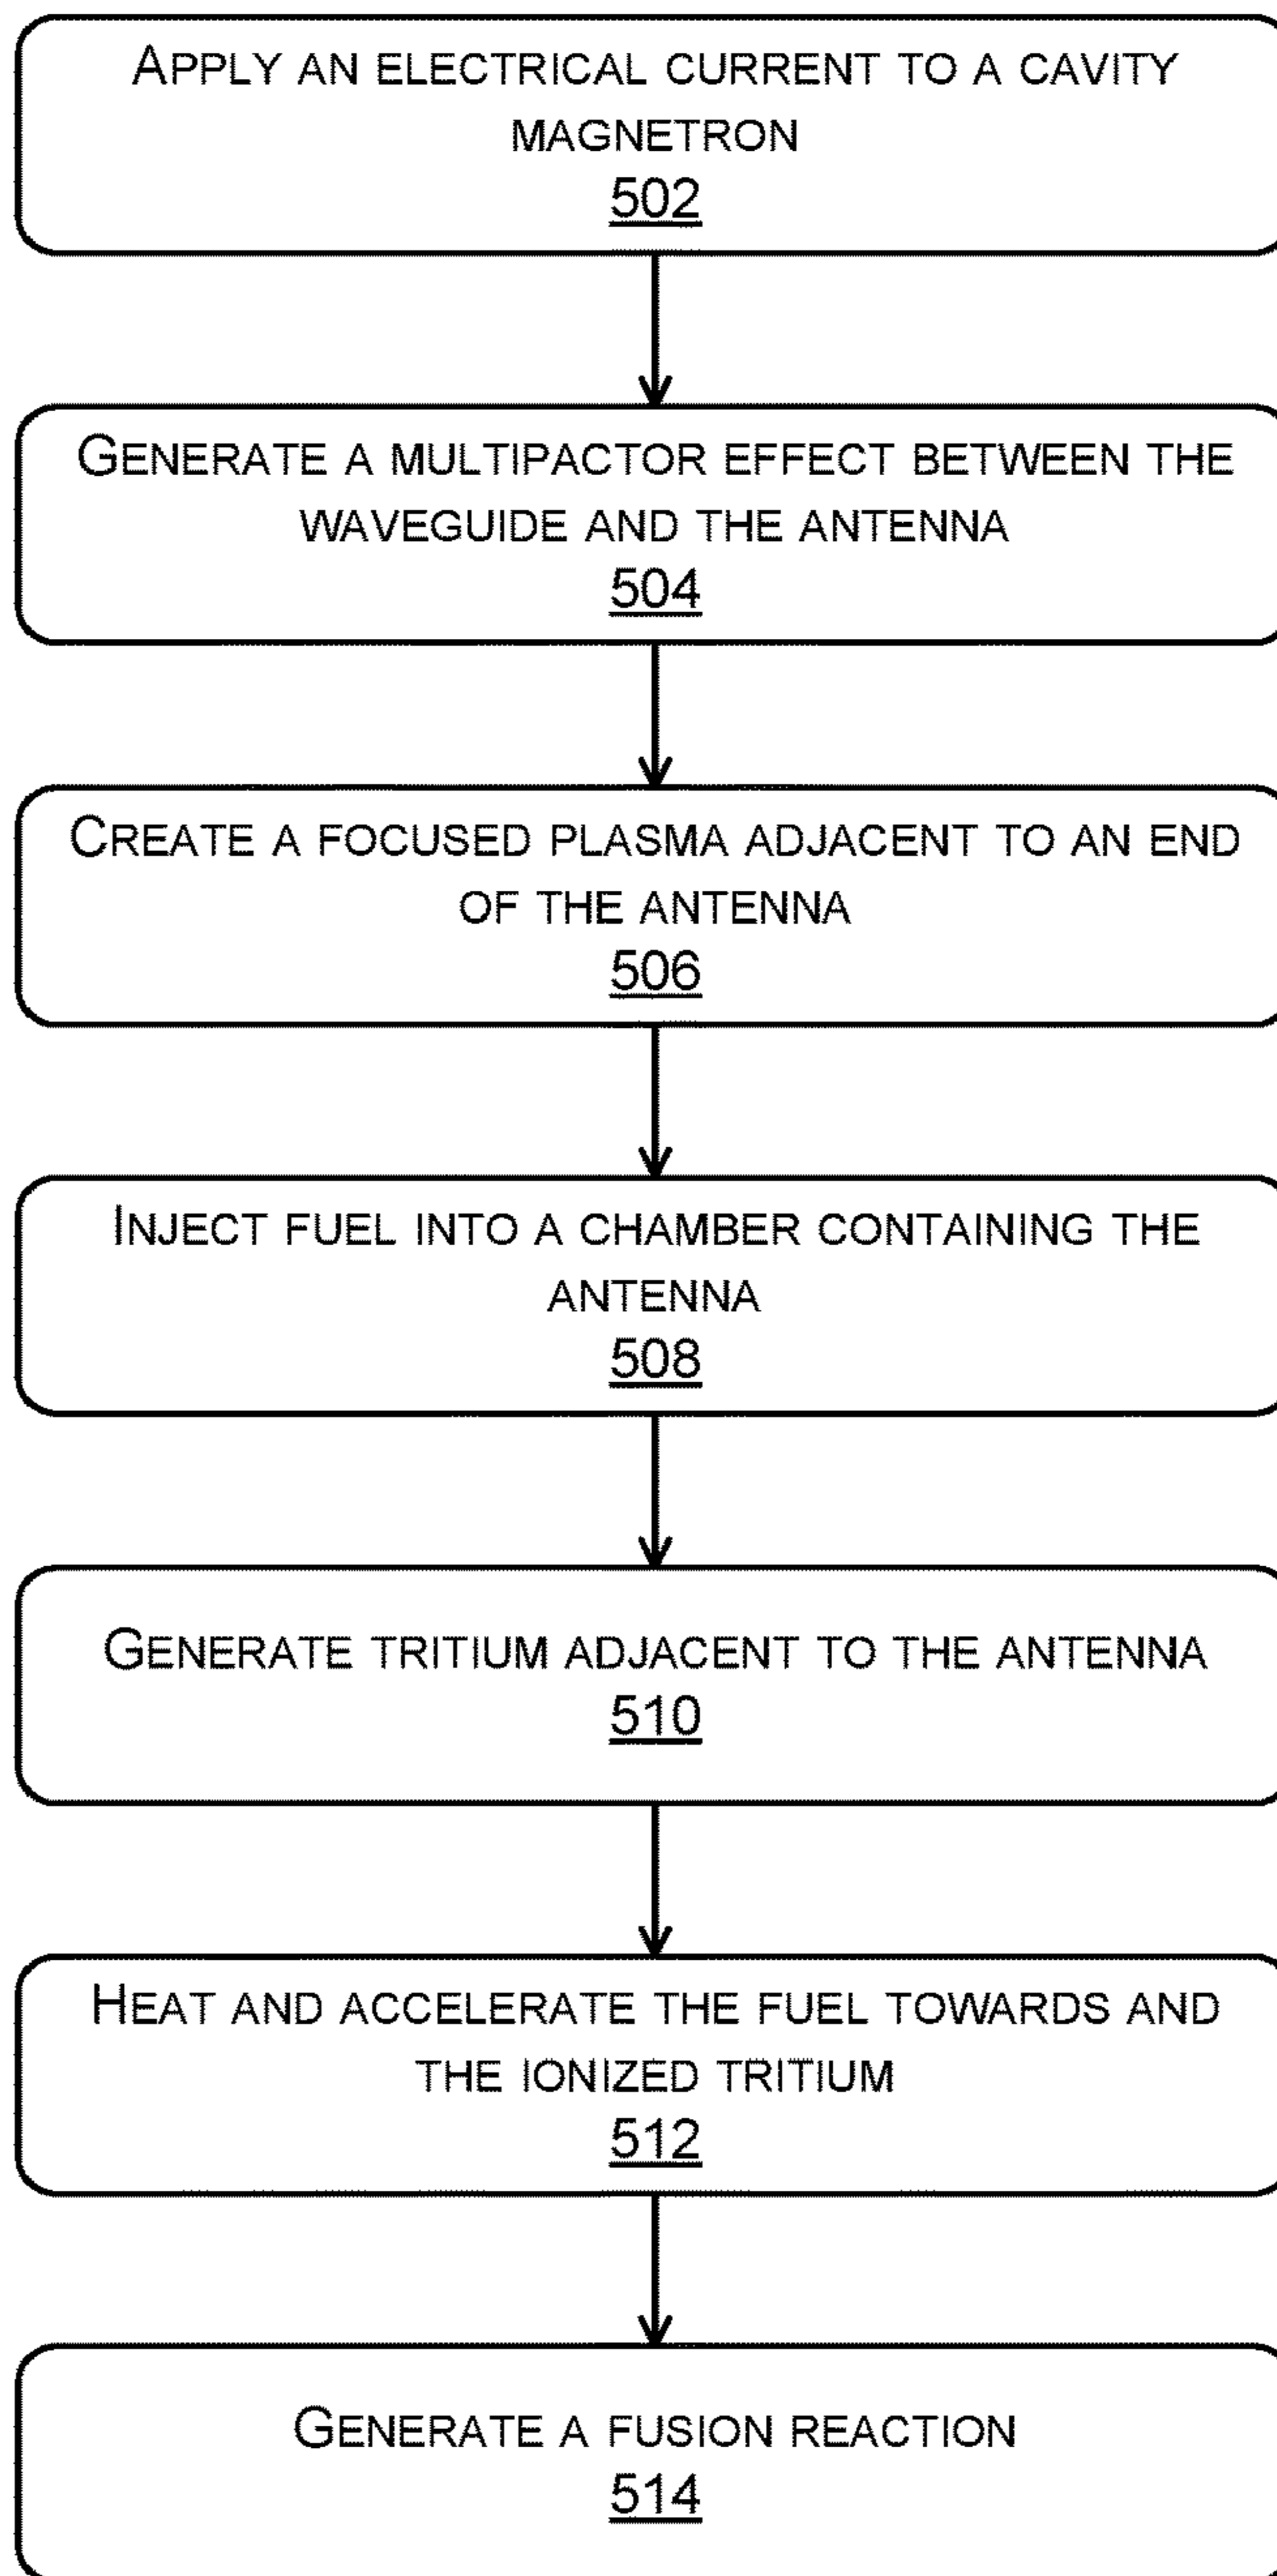 APPLY AN ELECTRICAL CURRENT TO A CAVITY
MAGNETRON
502
GENERATE A MULTIPACTOR EFFECT BETWEEN THE
WAVEGUIDE AND THE ANTENNA
504
CREATE A FOCUSED PLASMA ADJACENT TO AN END
OF THE ANTENNA
506
INJECT FUEL INTO A CHAMBER CONTAINING THE
ANTENNA
508
GENERATE TRITIUM ADJACENT TO THE ANTENNA
510
HEAT AND ACCELERATE THE FUEL TOWARDS AND
THE IONIZED TRITIUM
512
GENERATE A FUSION REACTION
514